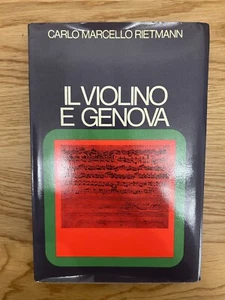 CARLO MARCELLO RIETMANN
IL VIOLINO
E GENOVA